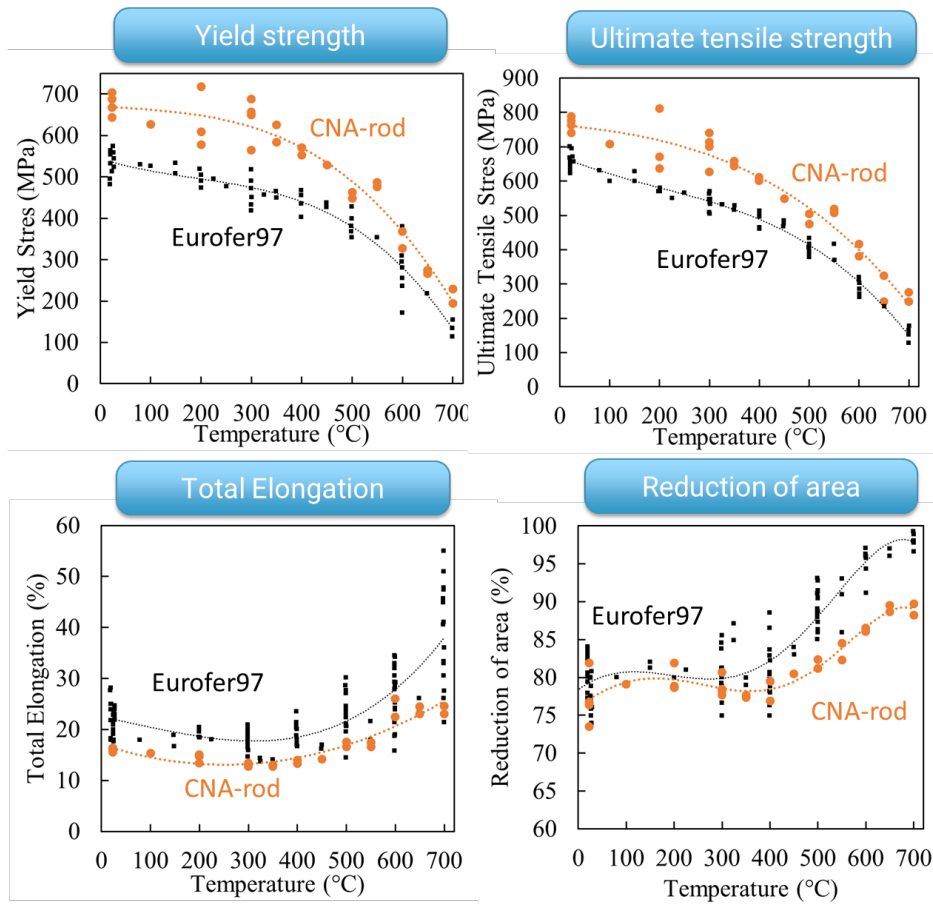 Yield strength
Yield Stres (MPa)
700
600
500
400
300
200
100
0
CNA-rod
Eurofer97
0 100 200 300 400 500 600 700
Temperature (°C)
Ultimate tensile strength
Ultimate Tensile Stress (MPa)
900
800
700
600
500
400
300
200
100
0
CNA-rod
Eurofer97
0 100 200 300 400 500 600 700
Temperature (°C)
Total Elongation
Total Elongation (%)
60
50
40
30
20
10
0
Eurofer97
CNA-rod
0 100 200 300 400 500 600 700
Temperature (°C)
Reduction of area
Reduction of area (%)
100
95
90
85
80
75
70
65
60
Eurofer97
CNA-rod
0 100 200 300 400 500 600 700
Temperature (°C)